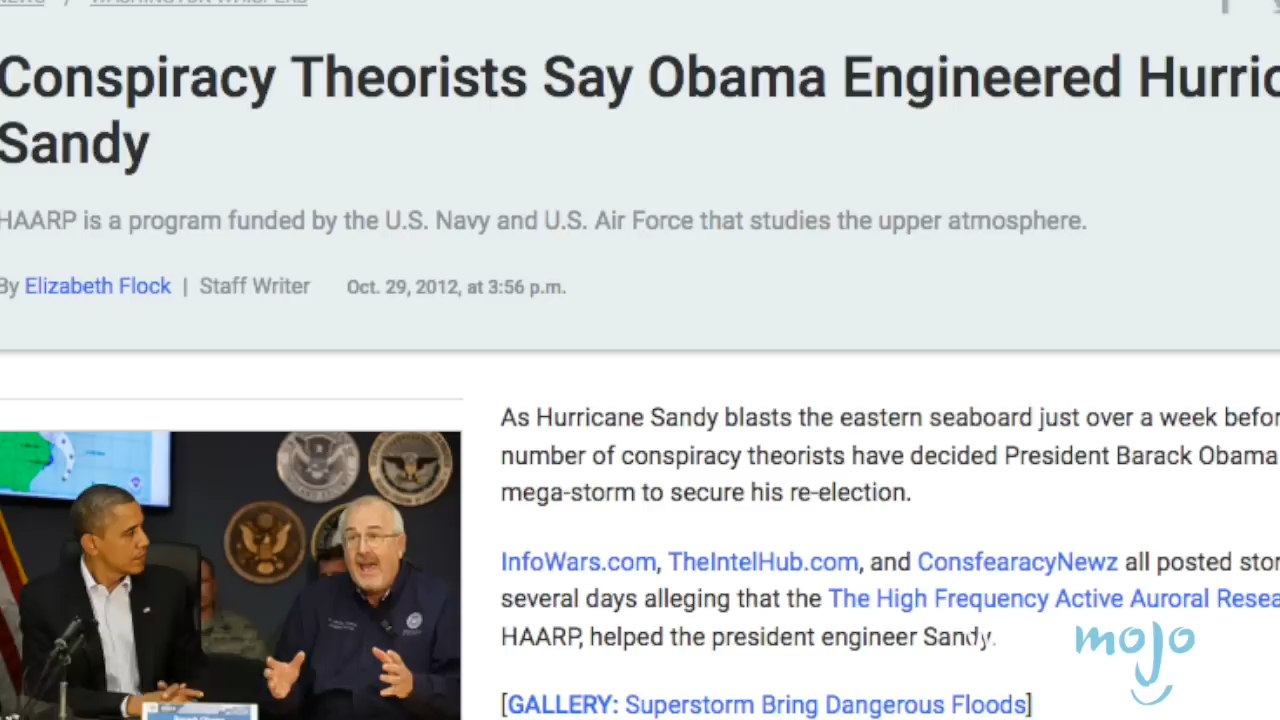 NEWS / WASHINGTON WHISPERS
Conspiracy Theorists Say Obama Engineered Hurric
Sandy
HAARP is a program funded by the U.S. Navy and U.S. Air Force that studies the upper atmosphere.
By Elizabeth Flock | Staff Writer Oct. 29, 2012, at 3:56 p.m.
As Hurricane Sandy blasts the eastern seaboard just over a week befor
number of conspiracy theorists have decided President Barack Obama
mega-storm to secure his re-election.
InfoWars.com, TheIntelHub.com, and ConsfearacyNewz all posted stor
several days alleging that the The High Frequency Active Auroral Resea
HAARP, helped the president engineer Sandy.
[GALLERY: Superstorm Bring Dangerous Floods]
mojo